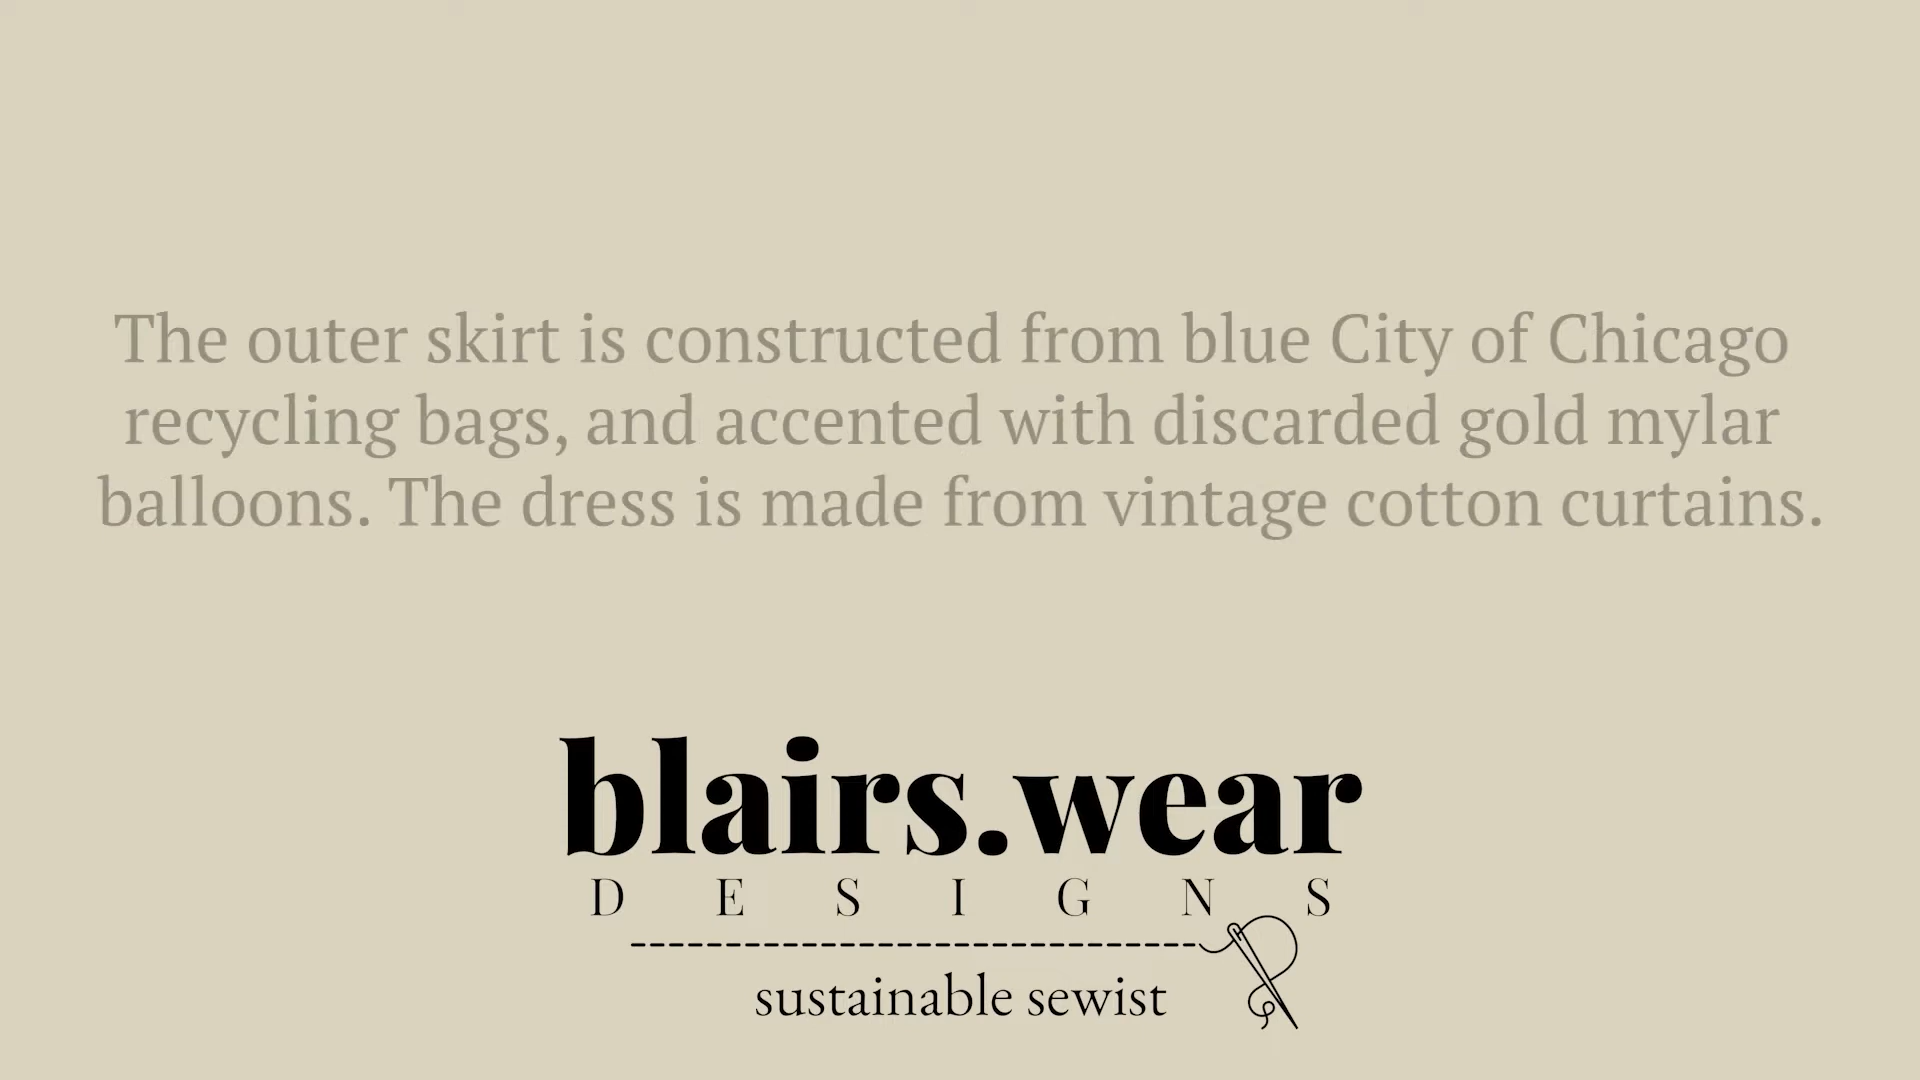 The outer skirt is constructed from blue City of Chicago
recycling bags, and accented with discarded gold mylar
balloons. The dress is made from vintage cotton curtains.
blairs.wear
DESIGNS
sustainable sewist